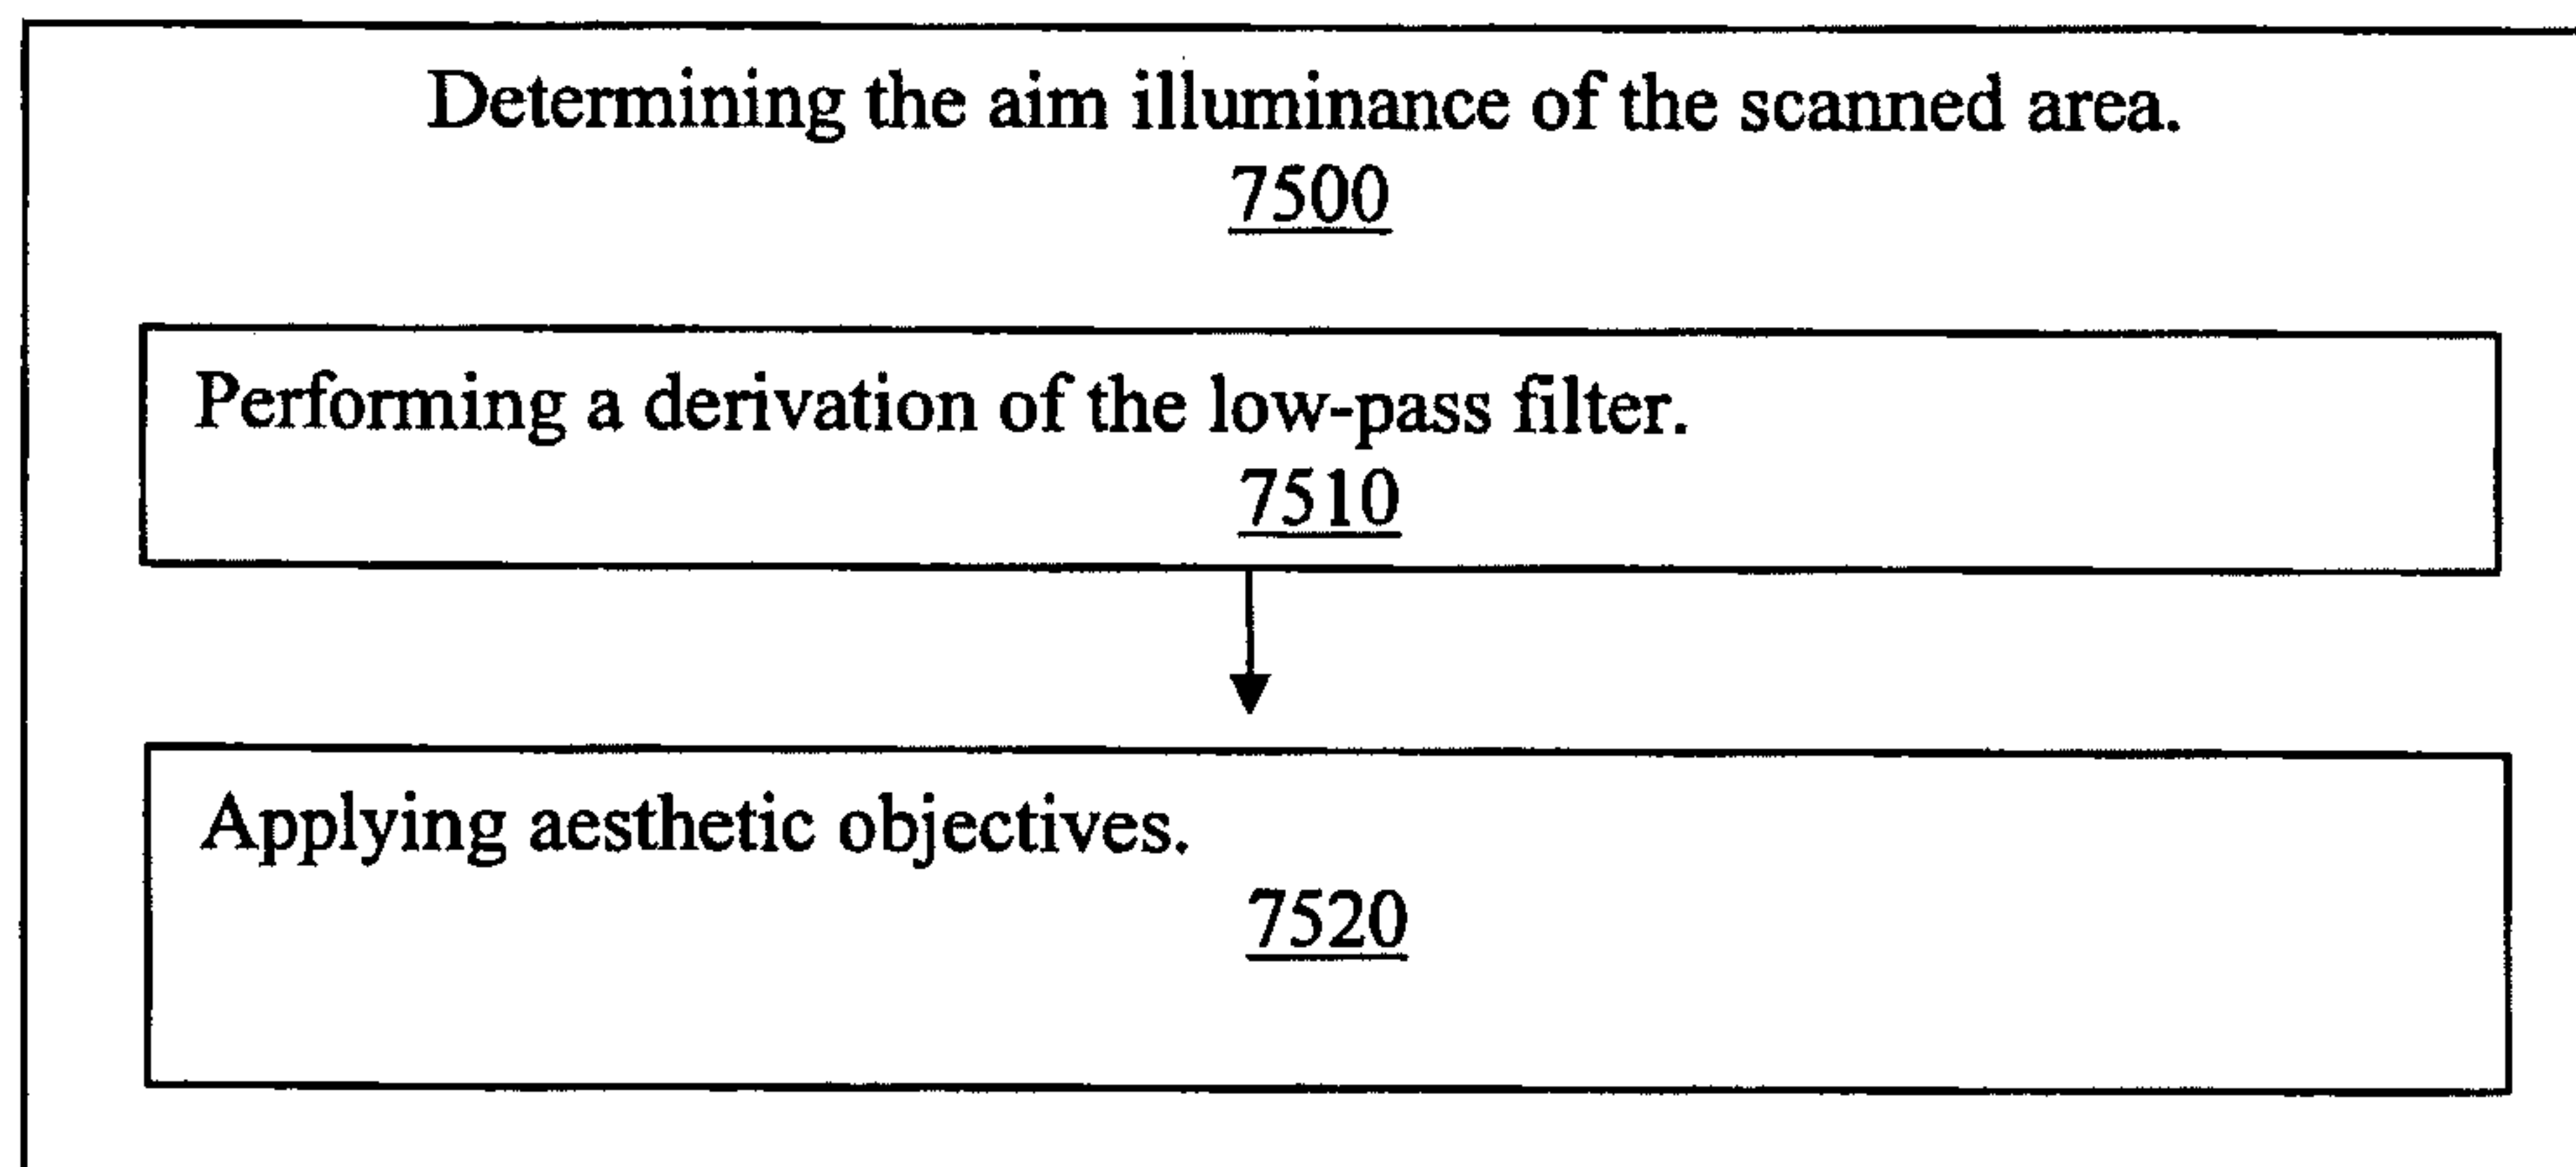 Determining the aim illuminance of the scanned area.
7500
Performing a derivation of the low-pass filter.
7510
Applying aesthetic objectives.
7520